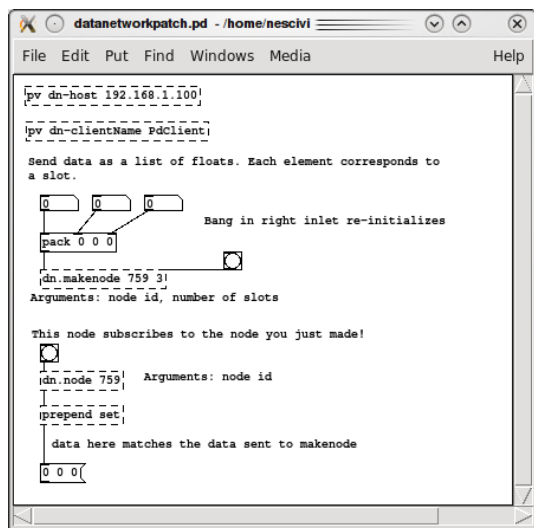 datanetworkpatch.pd - /home/nescivi
File Edit Put Find Windows Media Help
pv dn-host 192.168.1.100
pv dn-clientName PdClient
Send data as a list of floats. Each element corresponds to
a slot.
0 0 0
Bang in right inlet re-initializes
pack 0 0 0
dn.makenode 759 3
Arguments: node id, number of slots
This node subscribes to the node you just made!
dn.node 759 Arguments: node id
prepend set
data here matches the data sent to makenode
0 0 0